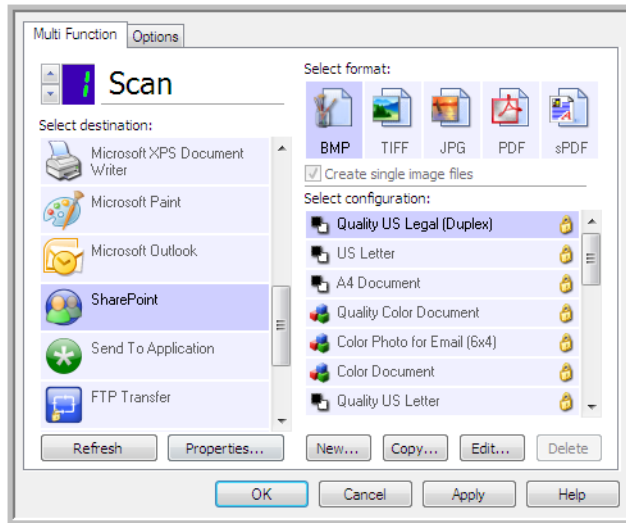 Multi Function
Options
1
Scan
Select destination:
Microsoft XPS Document
Writer
Microsoft Paint
Microsoft Outlook
SharePoint
Send To Application
FTP Transfer
Refresh
Properties...
Select format:
BMP
TIFF
JPG
PDF
sPDF
Create single image files
Select configuration:
Quality US Legal (Duplex)
US Letter
A4 Document
Quality Color Document
Color Photo for Email (6x4)
Color Document
Quality US Letter
New...
Copy...
Edit...
Delete
OK
Cancel
Apply
Help